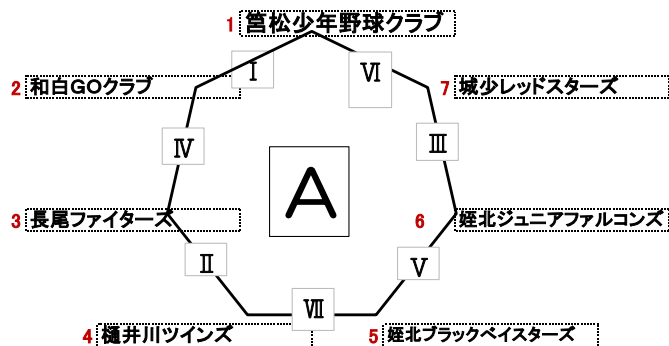 1 筥松少年野球クラブ
Ⅰ
Ⅵ
2 和白GOクラブ
7 城少レッドスターズ
Ⅳ
Ⅲ
A
3 長尾ファイターズ
6 姪北ジュニアファルコンズ
Ⅱ
Ⅴ
Ⅶ
4 樋井川ツインズ
5 姪北ブラックベイスターズ